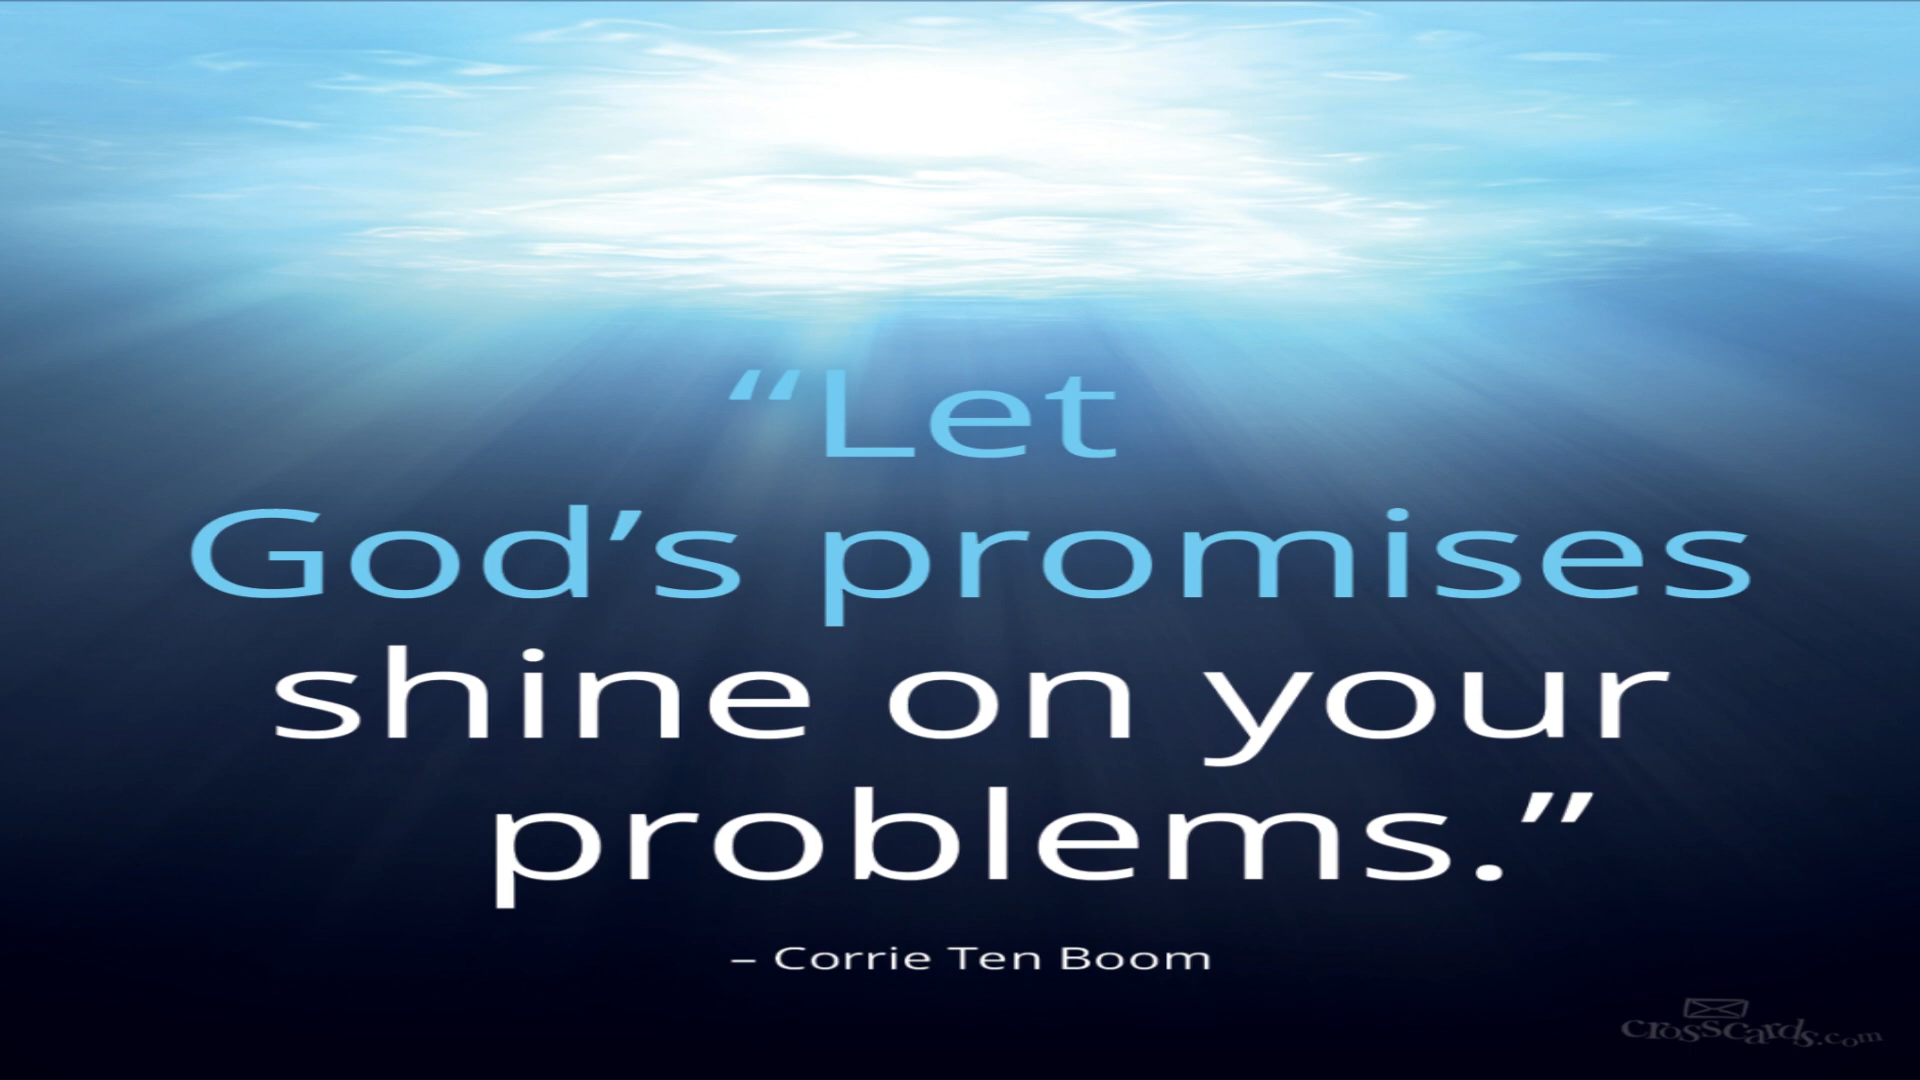 “Let
God’s promises
shine on your
problems.”
– Corrie Ten Boom
crosscards.com